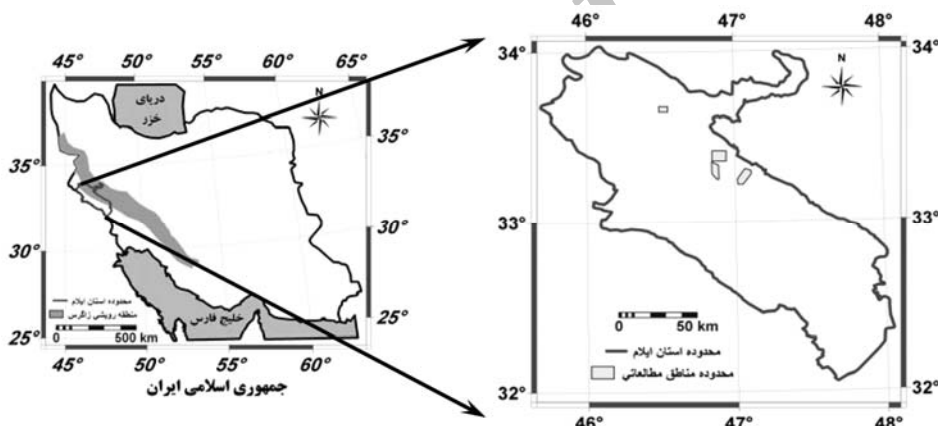 45° 50° 55° 60° 65°
N
دریای
خزر
35°
35°
30°
30°
25°
25°
خلیج فارس
محدوده استان ایلام
منطقه رویشی زاگرس
0 500 km
45° 50° 55° 60°
جمهوری اسلامی ایران
46° 47° 48°
34°
34°
N
33°
33°
0 50 km
محدوده استان ایلام
محدوده مناطق مطالعاتی
32°
32°
46° 47° 48°